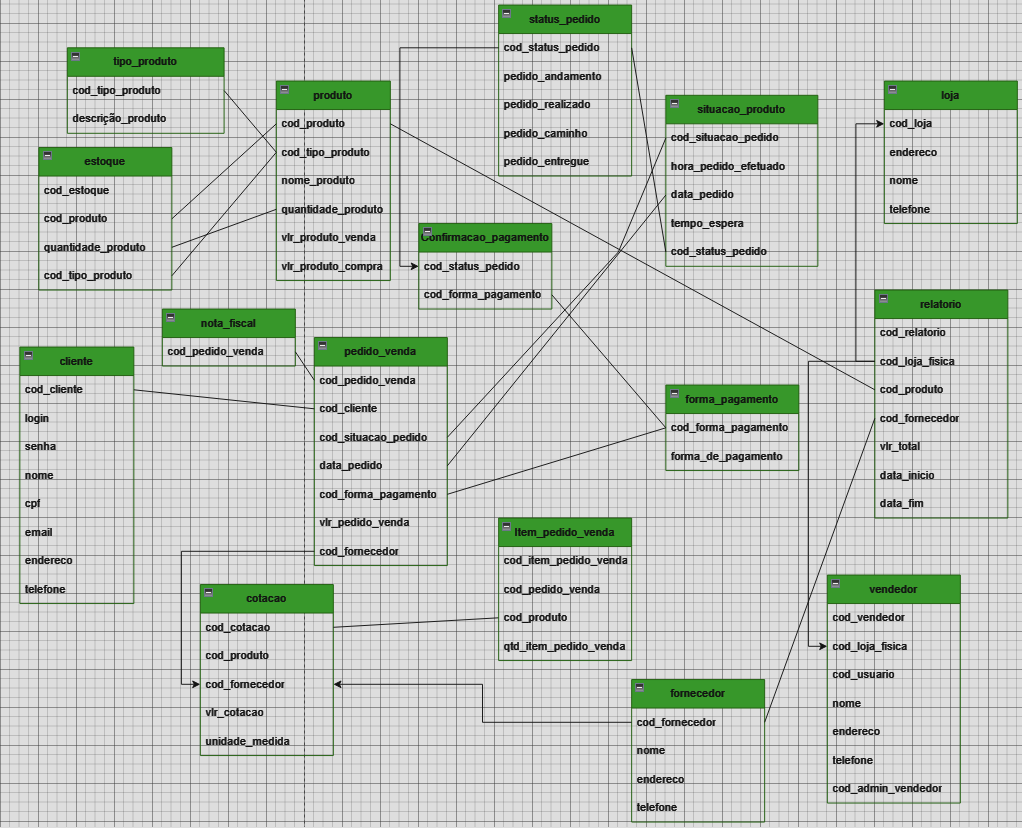 status_pedido
cod_status_pedido
pedido_andamento
pedido_realizado
pedido_caminho
pedido_entregue
tipo_produto
cod_tipo_produto
descrição_produto
produto
cod_produto
cod_tipo_produto
nome_produto
quantidade_produto
vlr_produto_venda
vlr_produto_compra
situacao_produto
cod_situacao_pedido
hora_pedido_efetuado
data_pedido
tempo_espera
cod_status_pedido
loja
cod_loja
endereco
nome
telefone
estoque
cod_estoque
cod_produto
quantidade_produto
cod_tipo_produto
Confirmacao_pagamento
cod_status_pedido
cod_forma_pagamento
relatorio
cod_relatorio
cod_loja_fisica
cod_produto
cod_fornecedor
vlr_total
data_inicio
data_fim
nota_fiscal
cod_pedido_venda
pedido_venda
cod_pedido_venda
cod_cliente
cod_situacao_pedido
data_pedido
cod_forma_pagamento
vlr_pedido_venda
cod_fornecedor
cliente
cod_cliente
login
senha
nome
cpf
email
endereco
telefone
forma_pagamento
cod_forma_pagamento
forma_de_pagamento
Item_pedido_venda
cod_item_pedido_venda
cod_pedido_venda
cod_produto
qtd_item_pedido_venda
cotacao
cod_cotacao
cod_produto
cod_fornecedor
vlr_cotacao
unidade_medida
vendedor
cod_vendedor
cod_loja_fisica
cod_usuario
nome
endereco
telefone
cod_admin_vendedor
fornecedor
cod_fornecedor
nome
endereco
telefone